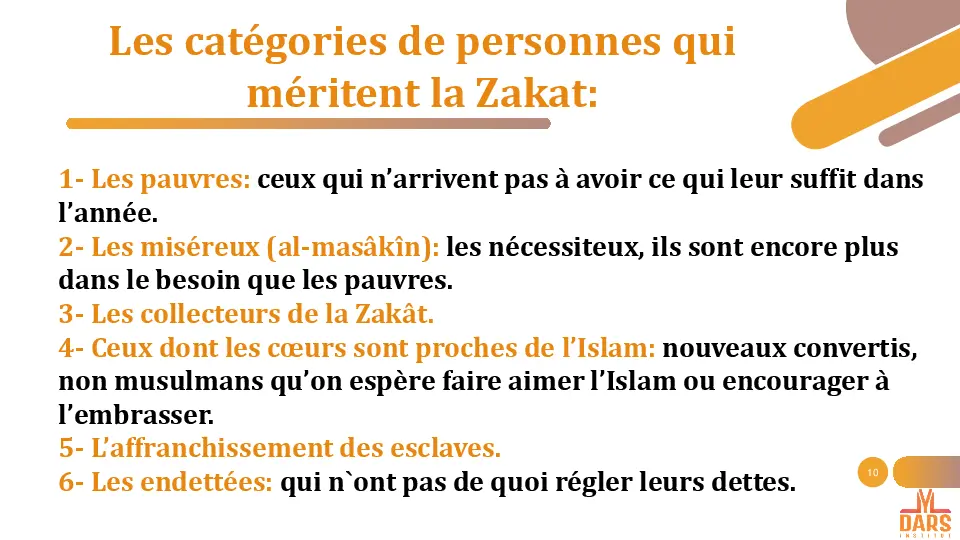 Les catégories de personnes qui
méritent la Zakat:
1- Les pauvres: ceux qui n’arrivent pas à avoir ce qui leur suffit dans
l’année.
2- Les miséreux (al-masâkîn): les nécessiteux, ils sont encore plus
dans le besoin que les pauvres.
3- Les collecteurs de la Zakât.
4- Ceux dont les cœurs sont proches de l’Islam: nouveaux convertis,
non musulmans qu’on espère faire aimer l’Islam ou encourager à
l’embrasser.
5- L’affranchissement des esclaves.
6- Les endettées: qui n`ont pas de quoi régler leurs dettes.
10
DARS
INSTITUT